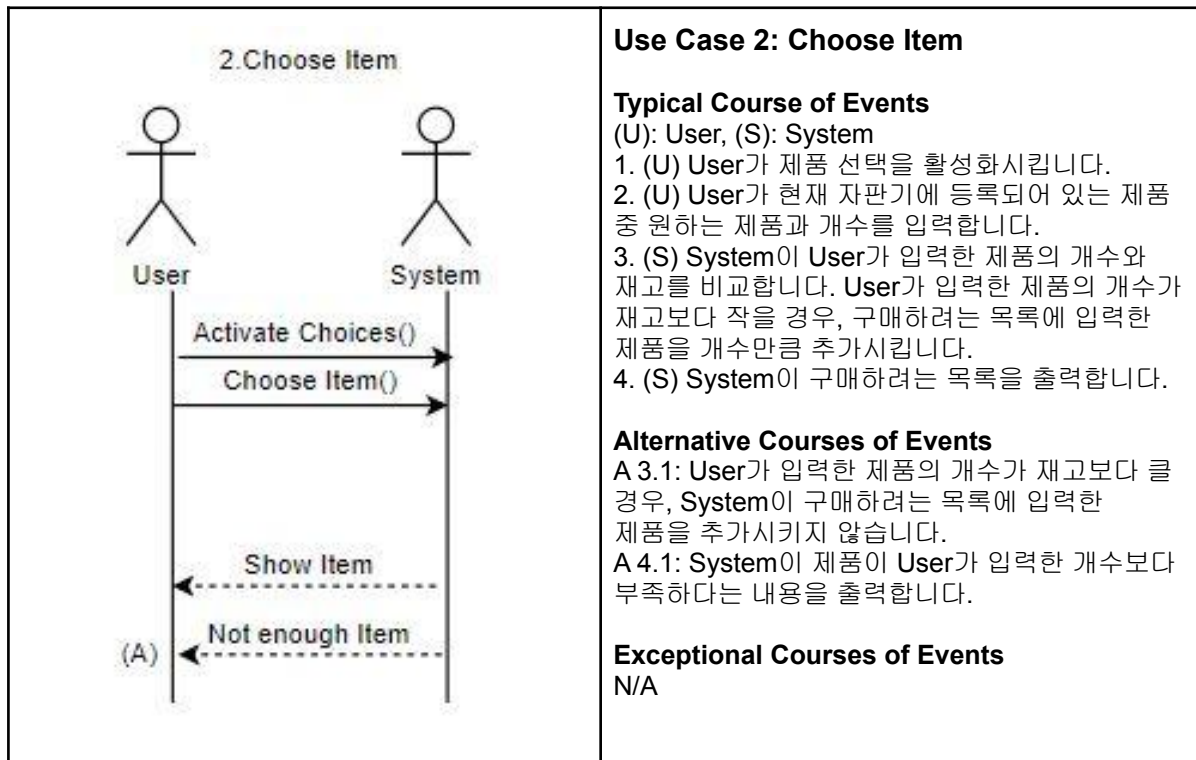 2.Choose Item
User
System
Activate Choices()
Choose Item()
Show Item
Not enough Item
(A)
Use Case 2: Choose Item
Typical Course of Events
(U): User, (S): System
1. (U) User가 제품 선택을 활성화시킵니다.
2. (U) User가 현재 자판기에 등록되어 있는 제품
중 원하는 제품과 개수를 입력합니다.
3. (S) System이 User가 입력한 제품의 개수와
재고를 비교합니다. User가 입력한 제품의 개수가
재고보다 작을 경우, 구매하려는 목록에 입력한
제품을 개수만큼 추가시킵니다.
4. (S) System이 구매하려는 목록을 출력합니다.
Alternative Courses of Events
A 3.1: User가 입력한 제품의 개수가 재고보다 클
경우, System이 구매하려는 목록에 입력한
제품을 추가시키지 않습니다.
A 4.1: System이 제품이 User가 입력한 개수보다
부족하다는 내용을 출력합니다.
Exceptional Courses of Events
N/A